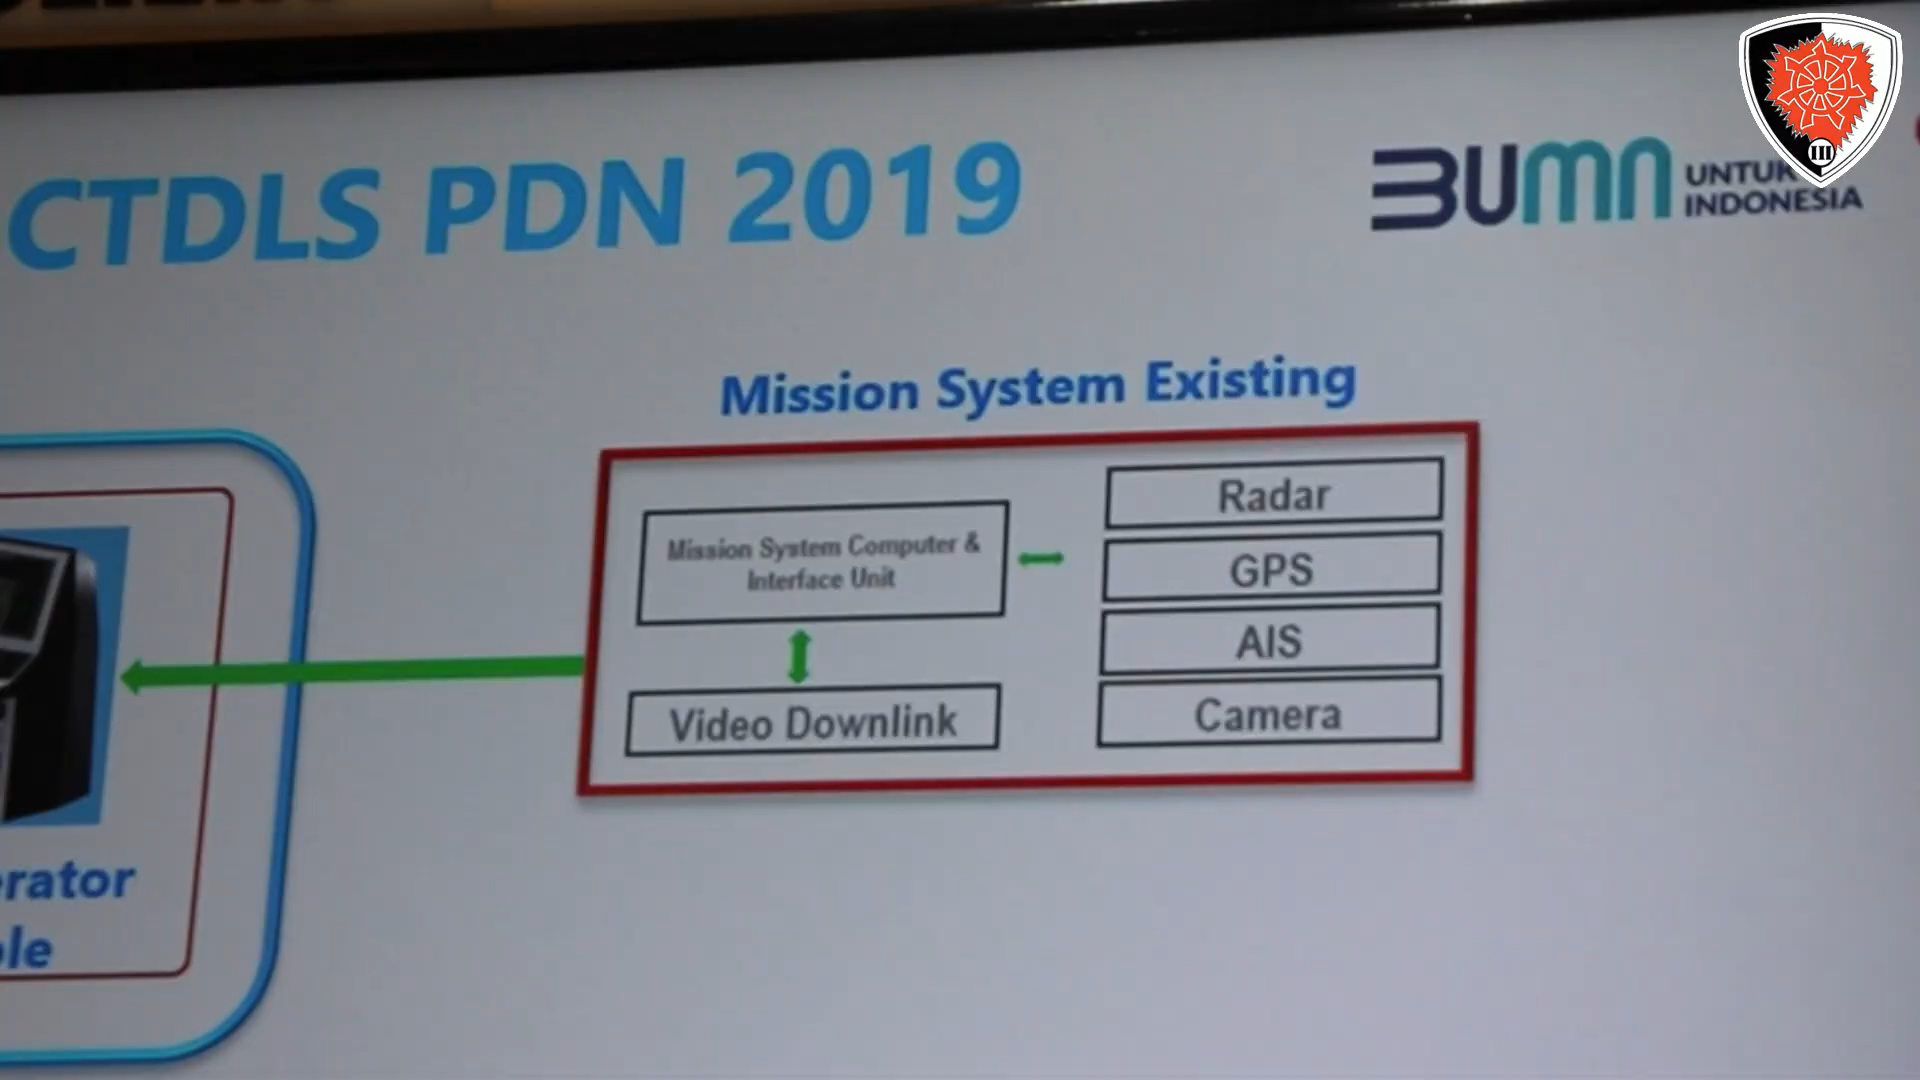 CTDLS PDN 2019
BUMN
UNTUK
INDONESIA
III
Mission System Existing
Mission System Computer &
Interface Unit
Radar
GPS
AIS
Camera
Video Downlink
erator
ole